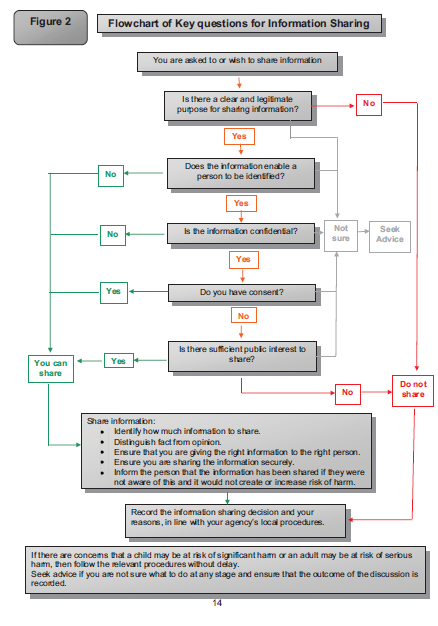 Figure 2
Flowchart of Key questions for Information Sharing
You are asked to or wish to share information
Is there a clear and legitimate
purpose for sharing information?
No
Yes
Does the information enable a
person to be identified?
No
Yes
Is the information confidential?
No
Not
sure
Seek
Advice
Yes
Do you have consent?
Yes
No
Is there sufficient public interest to
share?
Yes
You can
share
No
Do not
share
Share information:
• Identify how much information to share.
• Distinguish fact from opinion.
• Ensure that you are giving the right information to the right person.
• Ensure you are sharing the information securely.
• Inform the person that the information has been shared if they were
not aware of this and it would not create or increase risk of harm.
Record the information sharing decision and your
reasons, in line with your agency's local procedures.
If there are concerns that a child may be at risk of significant harm or an adult may be at risk of serious
harm, then follow the relevant procedures without delay.
Seek advice if you are not sure what to do at any stage and ensure that the outcome of the discussion is
recorded.
14